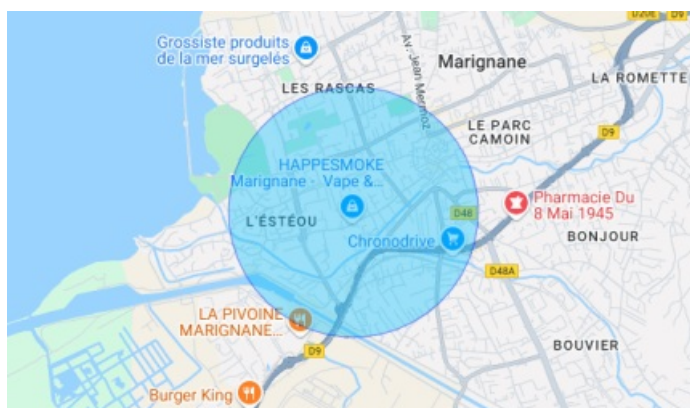 D20E
D9
Grossiste produits
de la mer surgelés
Marignane
Av. Jean Mermoz
LA ROMETTE
LES RASCAS
LE PARC
CAMOIN
D9
HAPPESMOKE
Marignane - Vape &...
L'ÉSTÉOU
D48
Pharmacie Du
8 Mai 1945
Chronodrive
BONJOUR
D48A
LA PIVOINE
MARIGNANE...
D9
BOUVIER
Burger King